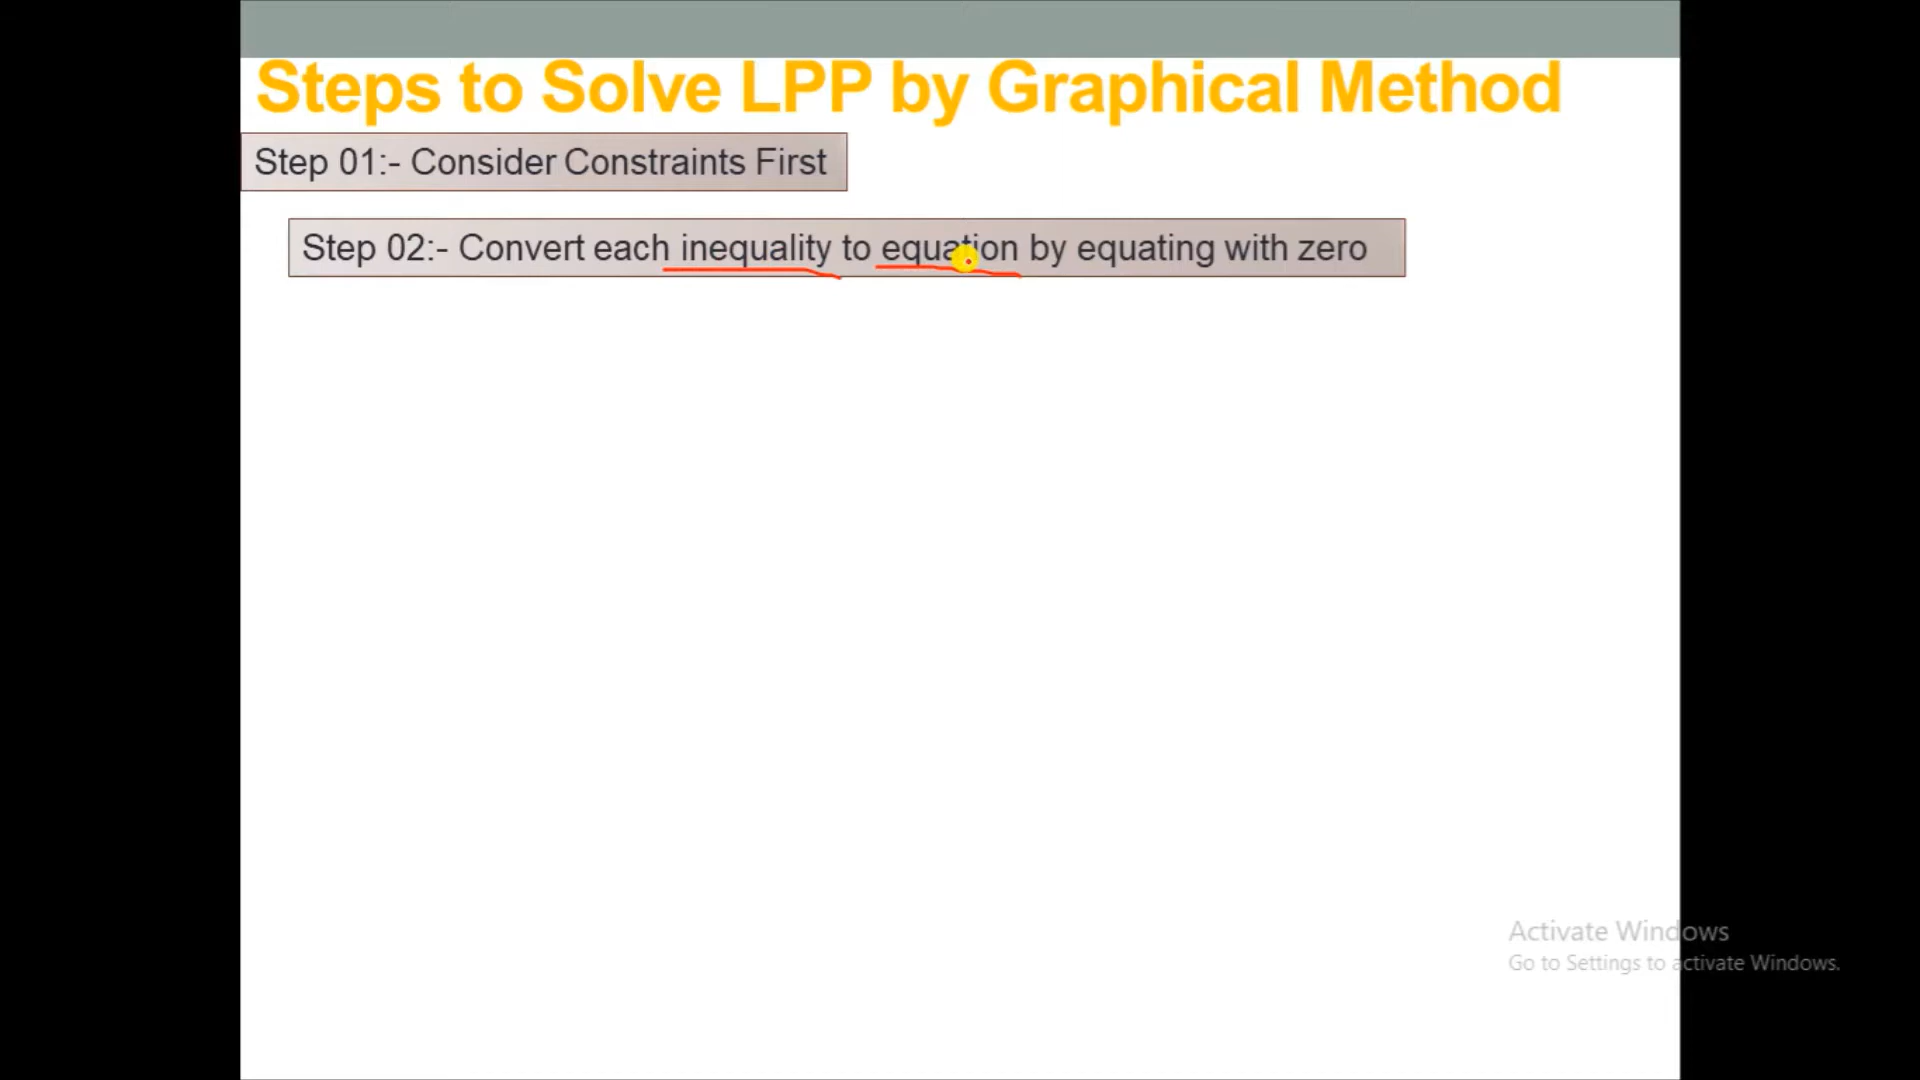 Steps to Solve LPP by Graphical Method
Step 01:- Consider Constraints First
Step 02:- Convert each inequality to equation by equating with zero
Activate Windows
Go to Settings to activate Windows.